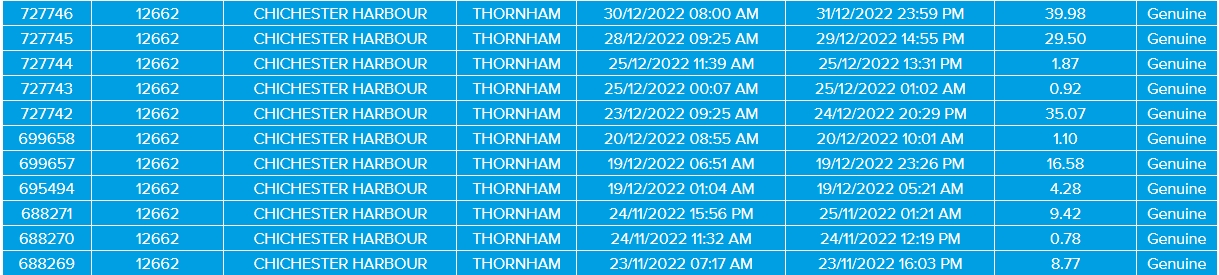 727746 12662 CHICHESTER HARBOUR THORNHAM 30/12/2022 08:00 AM 31/12/2022 23:59 PM 39.98 Genuine
727745 12662 CHICHESTER HARBOUR THORNHAM 28/12/2022 09:25 AM 29/12/2022 14:55 PM 29.50 Genuine
727744 12662 CHICHESTER HARBOUR THORNHAM 25/12/2022 11:39 AM 25/12/2022 13:31 PM 1.87 Genuine
727743 12662 CHICHESTER HARBOUR THORNHAM 25/12/2022 00:07 AM 25/12/2022 01:02 AM 0.92 Genuine
727742 12662 CHICHESTER HARBOUR THORNHAM 23/12/2022 09:25 AM 24/12/2022 20:29 PM 35.07 Genuine
699658 12662 CHICHESTER HARBOUR THORNHAM 20/12/2022 08:55 AM 20/12/2022 10:01 AM 1.10 Genuine
699657 12662 CHICHESTER HARBOUR THORNHAM 19/12/2022 06:51 AM 19/12/2022 23:26 PM 16.58 Genuine
695494 12662 CHICHESTER HARBOUR THORNHAM 19/12/2022 01:04 AM 19/12/2022 05:21 AM 4.28 Genuine
688271 12662 CHICHESTER HARBOUR THORNHAM 24/11/2022 15:56 PM 25/11/2022 01:21 AM 9.42 Genuine
688270 12662 CHICHESTER HARBOUR THORNHAM 24/11/2022 11:32 AM 24/11/2022 12:19 PM 0.78 Genuine
688269 12662 CHICHESTER HARBOUR THORNHAM 23/11/2022 07:17 AM 23/11/2022 16:03 PM 8.77 Genuine